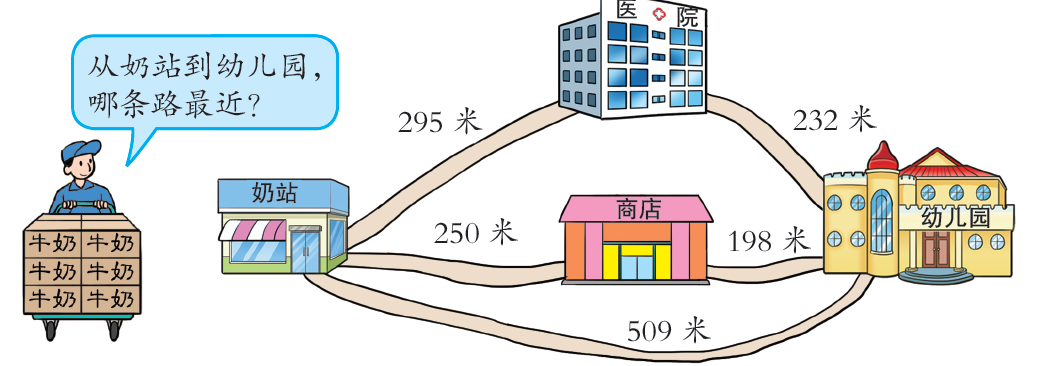 从奶站到幼儿园,
哪条路最近?
医院
295 米
232 米
奶站
商店
幼儿园
250 米
198 米
牛奶 牛奶
牛奶 牛奶
牛奶 牛奶
509 米